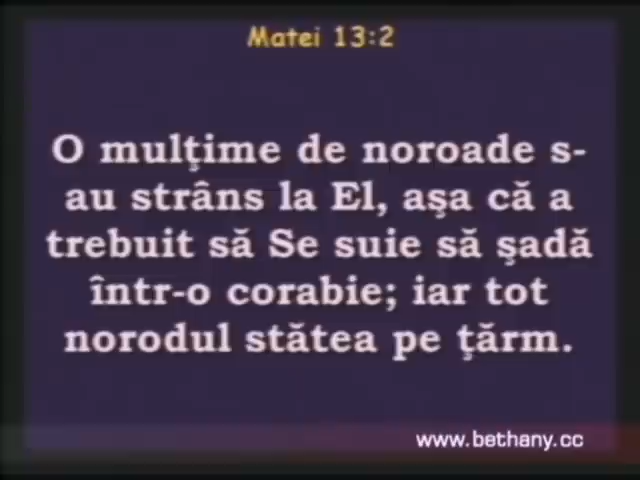 Matei 13:2
O mulţime de noroade s-
au strâns la El, aşa că a
trebuit să Se suie să şadă
într-o corabie; iar tot
norodul stătea pe ţărm.
www.bethany.cc